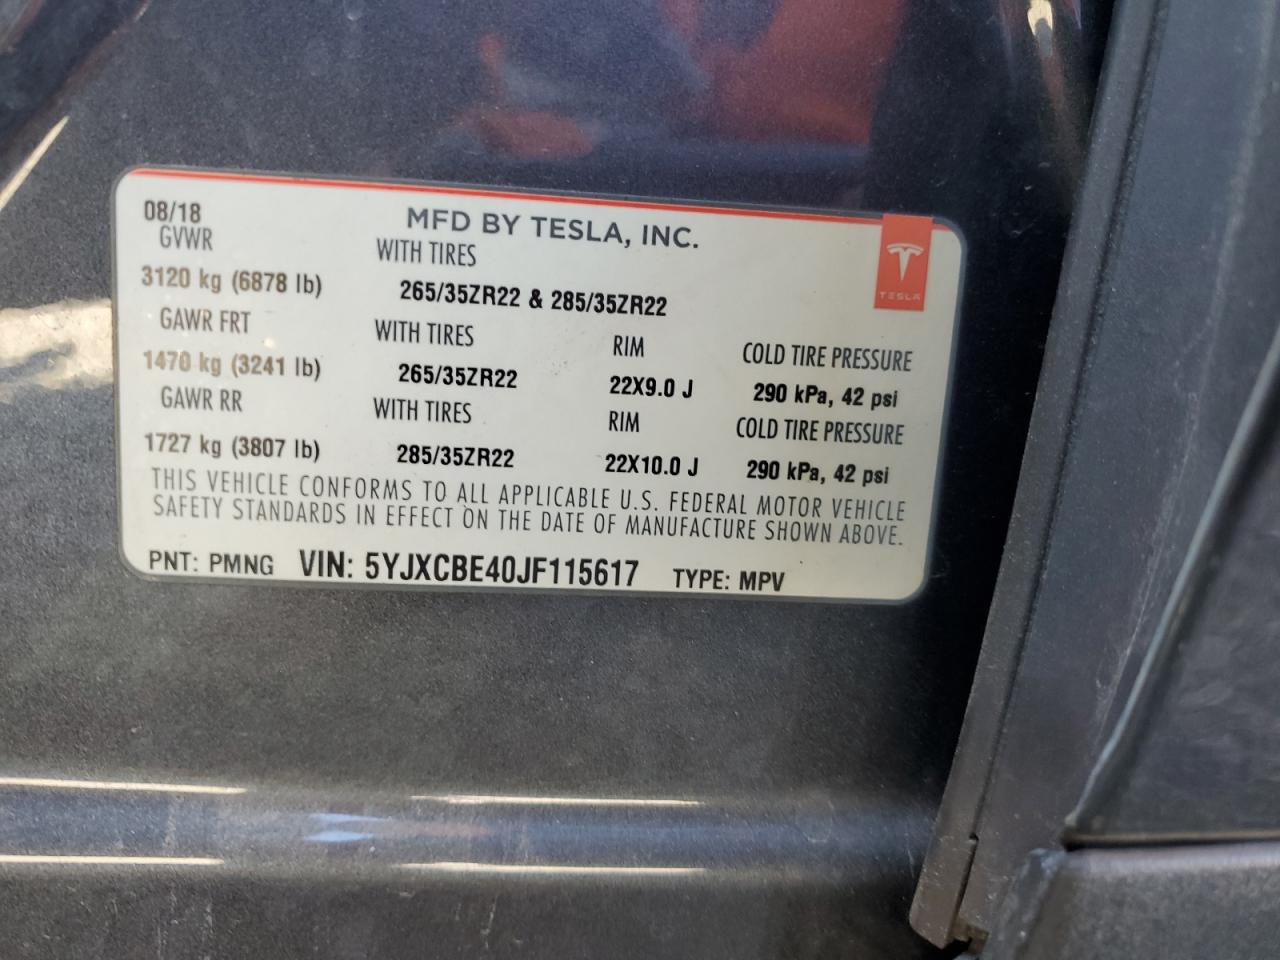 08/18 MFD BY TESLA, INC.
GVWR WITH TIRES
TESLA
3120 kg (6878 lb) 265/35ZR22 & 285/35ZR22
GAWR FRT WITH TIRES RIM COLD TIRE PRESSURE
1470 kg (3241 lb) 265/35ZR22 22X9.0 J 290 kPa, 42 psi
GAWR RR WITH TIRES RIM COLD TIRE PRESSURE
1727 kg (3807 lb) 285/35ZR22 22X10.0 J 290 kPa, 42 psi
THIS VEHICLE CONFORMS TO ALL APPLICABLE U.S. FEDERAL MOTOR VEHICLE
SAFETY STANDARDS IN EFFECT ON THE DATE OF MANUFACTURE SHOWN ABOVE.
PNT: PMNG VIN: 5YJXCBE40JF115617 TYPE: MPV